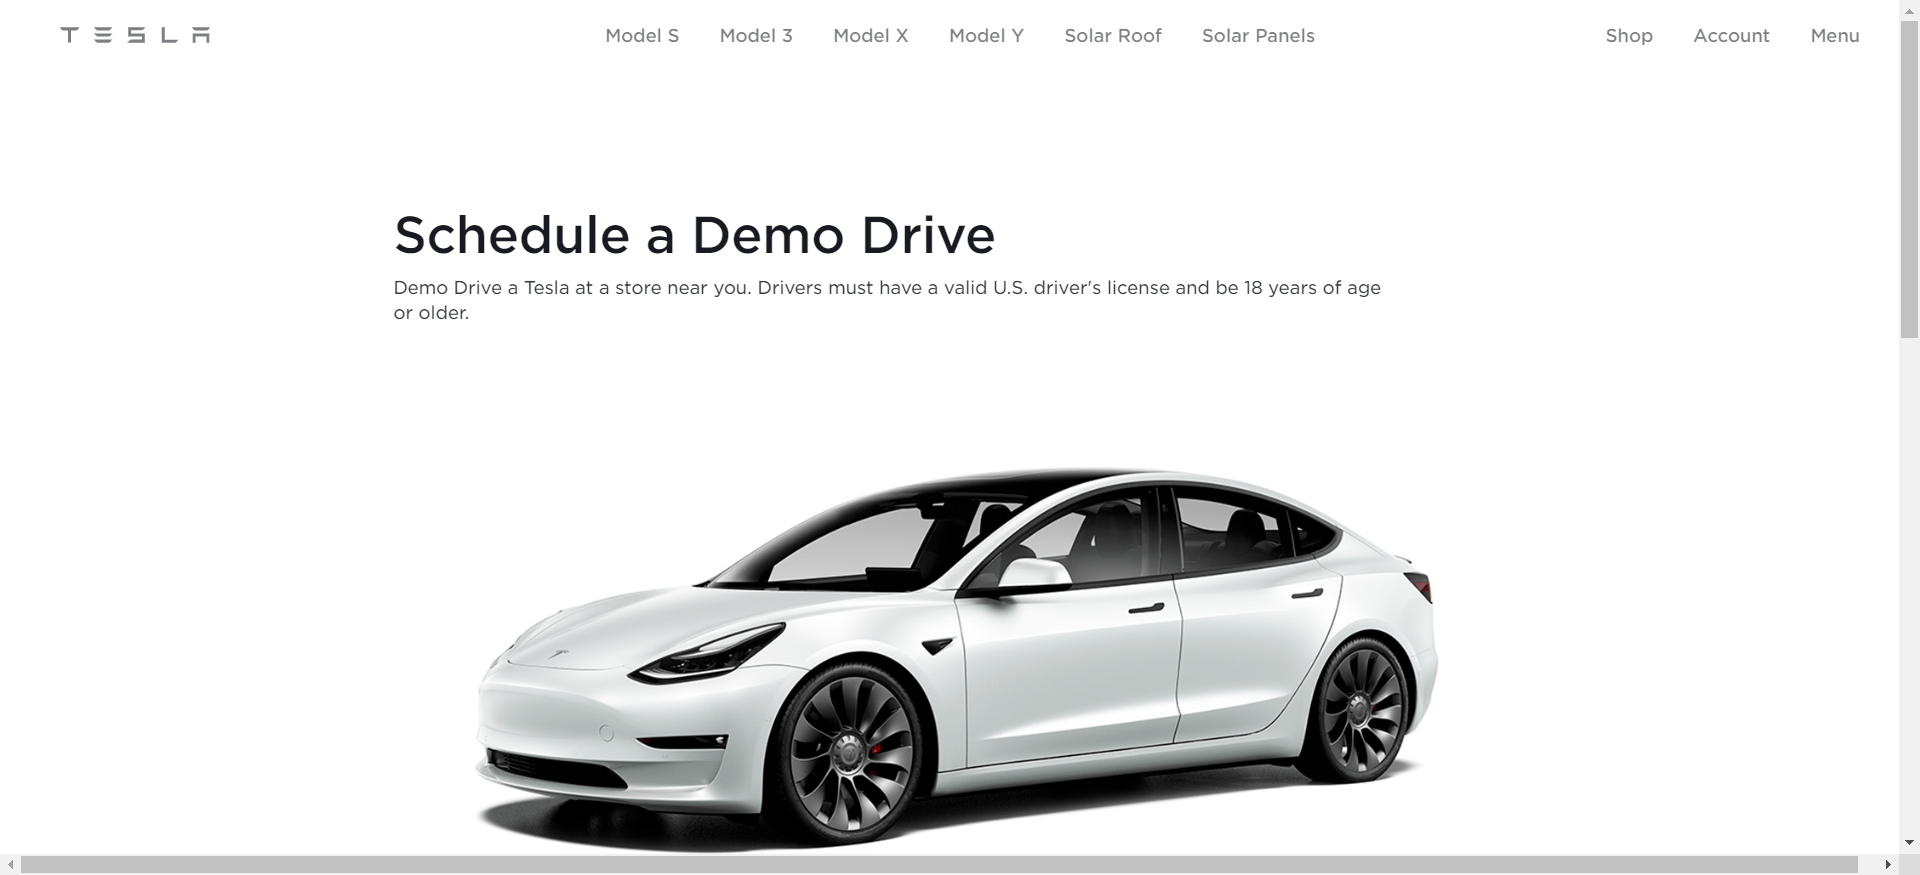 TESLA
Model S
Model 3
Model X
Model Y
Solar Roof
Solar Panels
Shop
Account
Menu
Schedule a Demo Drive
Demo Drive a Tesla at a store near you. Drivers must have a valid U.S. driver's license and be 18 years of age
or older.